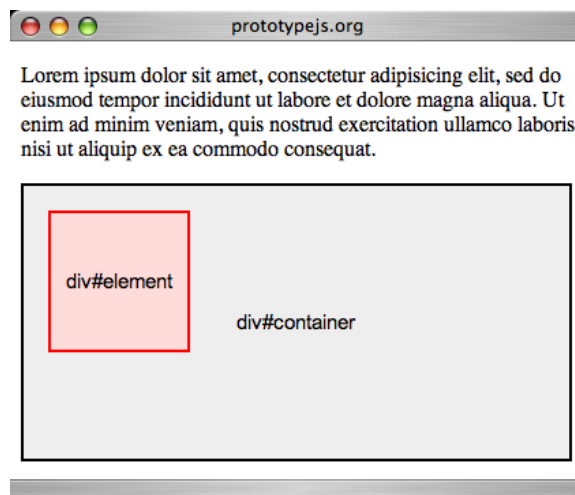 prototypejs.org
Lorem ipsum dolor sit amet, consectetur adipisicing elit, sed do
eiusmod tempor incididunt ut labore et dolore magna aliqua. Ut
enim ad minim veniam, quis nostrud exercitation ullamco laboris
nisi ut aliquip ex ea commodo consequat.
div#element
div#container